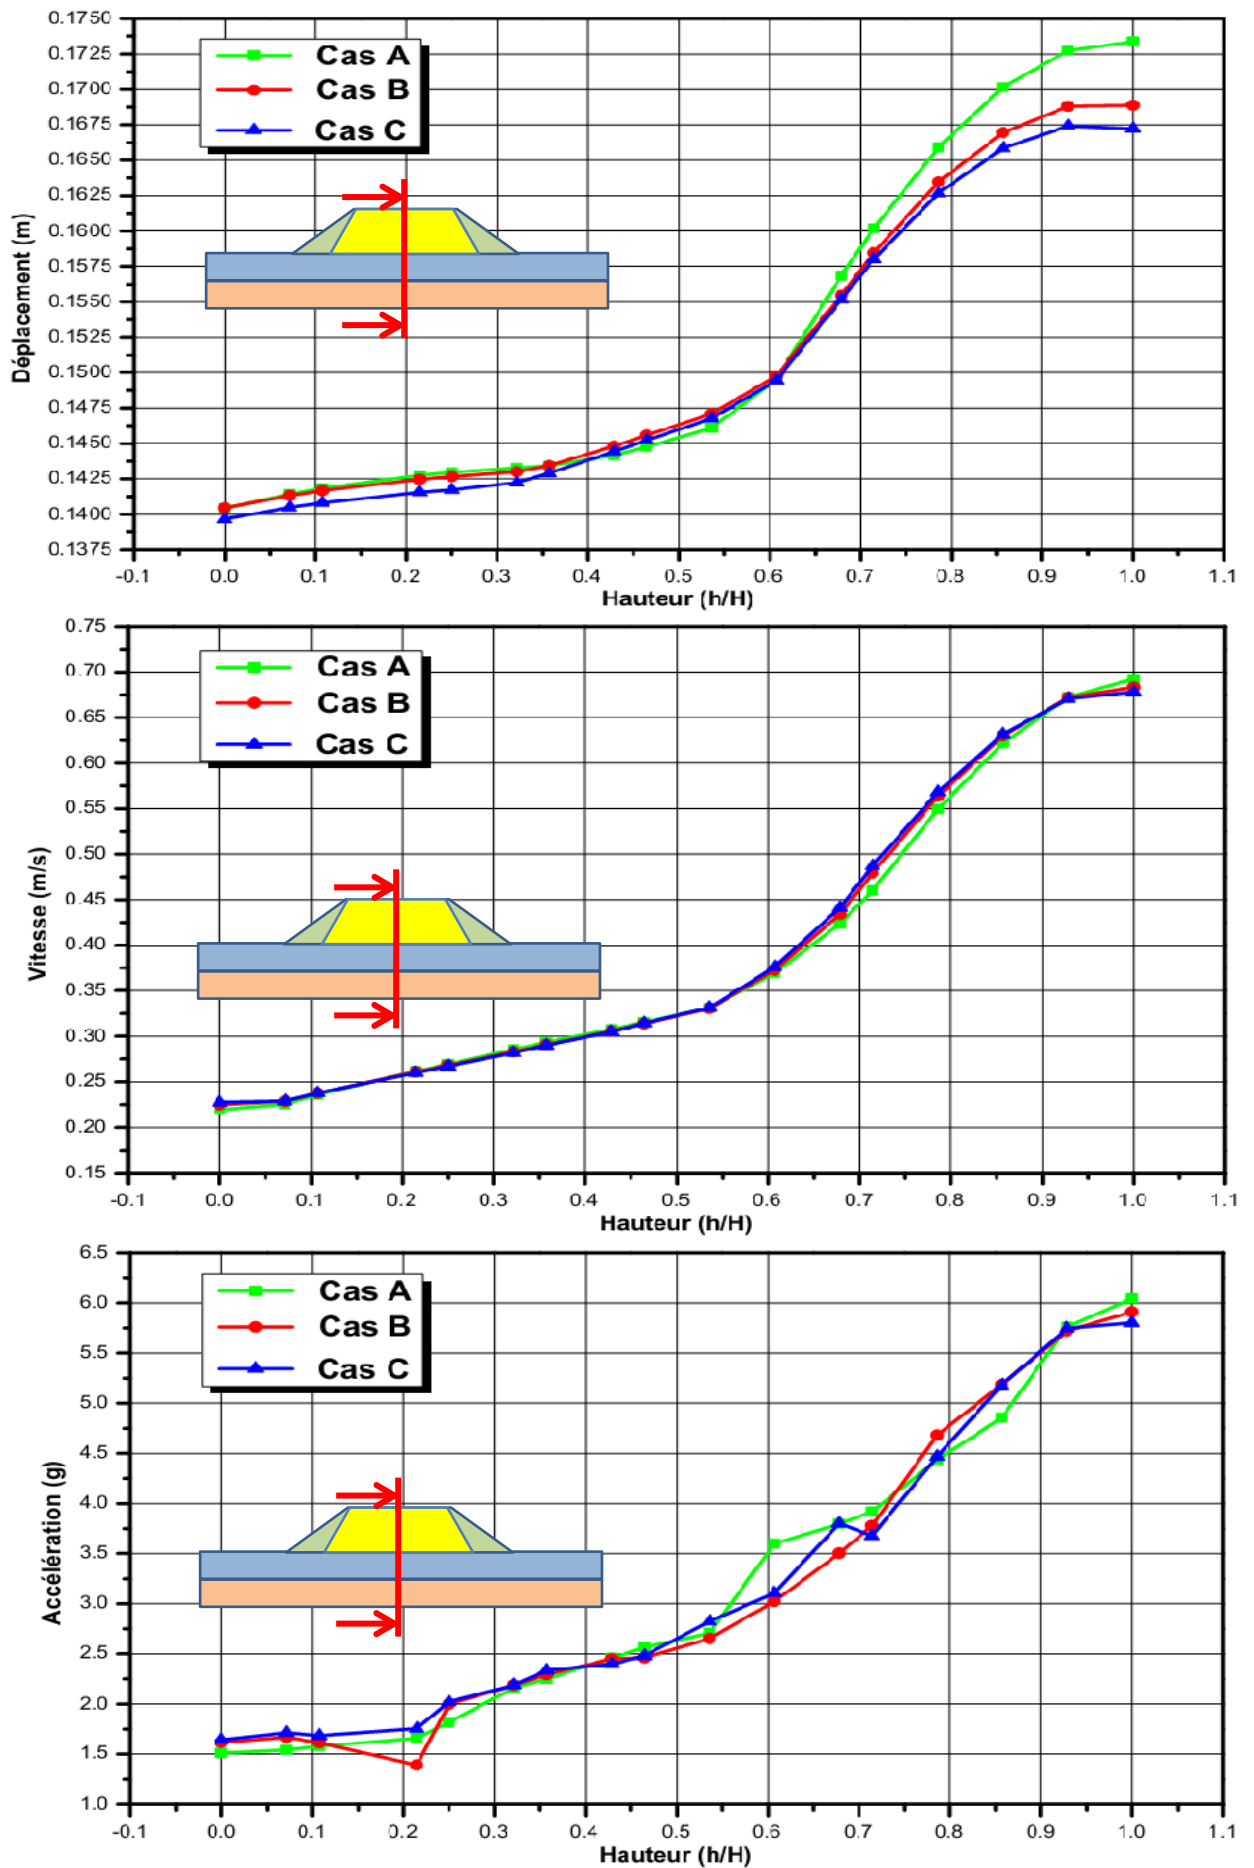 0.1750
0.1725
0.1700
0.1675
0.1650
0.1625
0.1600
0.1575
0.1550
0.1525
0.1500
0.1475
0.1450
0.1425
0.1400
0.1375
Déplacement (m)
Cas A
Cas B
Cas C
-0.1 0.0 0.1 0.2 0.3 0.4 0.5 0.6 0.7 0.8 0.9 1.0 1.1
Hauteur (h/H)
0.75
0.70
0.65
0.60
0.55
0.50
0.45
0.40
0.35
0.30
0.25
0.20
0.15
Vitesse (m/s)
Cas A
Cas B
Cas C
-0.1 0.0 0.1 0.2 0.3 0.4 0.5 0.6 0.7 0.8 0.9 1.0 1.1
Hauteur (h/H)
6.5
6.0
5.5
5.0
4.5
4.0
3.5
3.0
2.5
2.0
1.5
1.0
Accélération (g)
Cas A
Cas B
Cas C
-0.1 0.0 0.1 0.2 0.3 0.4 0.5 0.6 0.7 0.8 0.9 1.0 1.1
Hauteur (h/H)